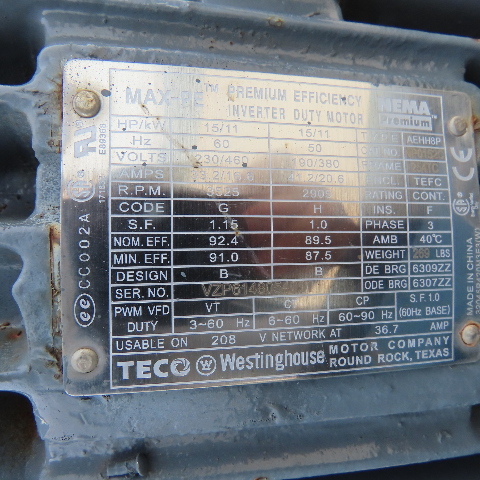 MAX-PE™ PREMIUM EFFICIENCY
INVERTER DUTY MOTOR
NEMA
Premium
HP/kW 15/11 15/11 AEHH8P
Hz 60 50
VOLTS 230/460 190/380
AMPS TEFC
R.P.M. RATING CONT.
CODE G H INS. F
S.F. 1.15 1.0 PHASE 3
NOM. EFF. 92.4 89.5 AMB 40°C
MIN. EFF. 91.0 87.5 WEIGHT 289 LBS
DESIGN B B DE BRG 6309ZZ
SER. NO. ODE BRG 6307ZZ
PWM VFD VT CT CP S.F. 1.0
DUTY 3~60 Hz 6~60 Hz 60~90 Hz (60Hz BASE)
USABLE ON 208 V NETWORK AT 36.7 AMP
TECO Westinghouse MOTOR COMPANY
ROUND ROCK, TEXAS
CC002A
MADE IN CHINA